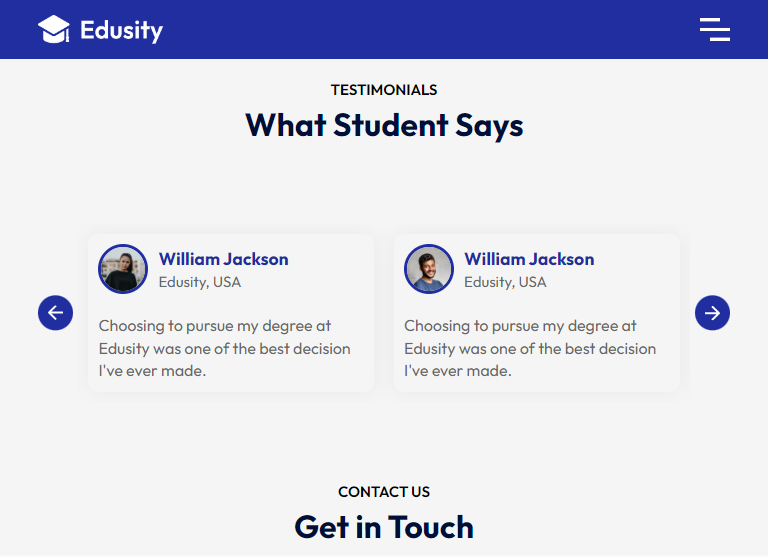 Edusity
TESTIMONIALS
What Student Says
William Jackson
Edusity, USA
Choosing to pursue my degree at
Edusity was one of the best decision
I've ever made.
William Jackson
Edusity, USA
Choosing to pursue my degree at
Edusity was one of the best decision
I've ever made.
CONTACT US
Get in Touch